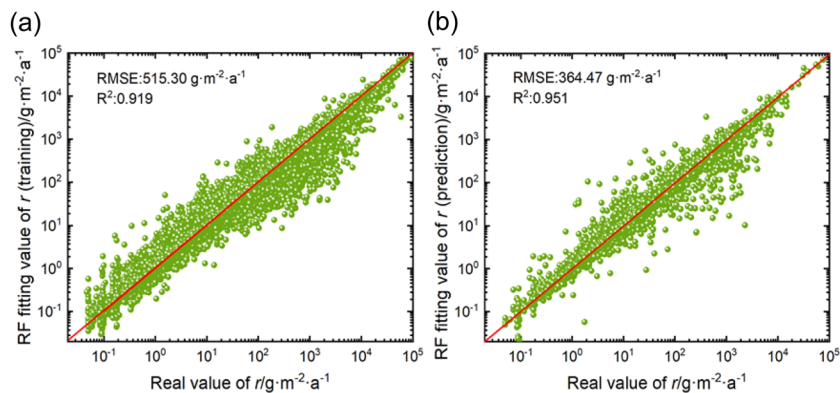 (a)
RMSE:515.30 g·m⁻²·a⁻¹
R²:0.919
RF fitting value of r (training)/g·m⁻²·a⁻¹
10⁵
10⁴
10³
10²
10¹
10⁰
10⁻¹
10⁻¹ 10⁰ 10¹ 10² 10³ 10⁴ 10⁵
Real value of r/g·m⁻²·a⁻¹
(b)
RMSE:364.47 g·m⁻²·a⁻¹
R²:0.951
RF fitting value of r (prediction)/g·m⁻²·a⁻¹
10⁵
10⁴
10³
10²
10¹
10⁰
10⁻¹
10⁻¹ 10⁰ 10¹ 10² 10³ 10⁴ 10⁵
Real value of r/g·m⁻²·a⁻¹